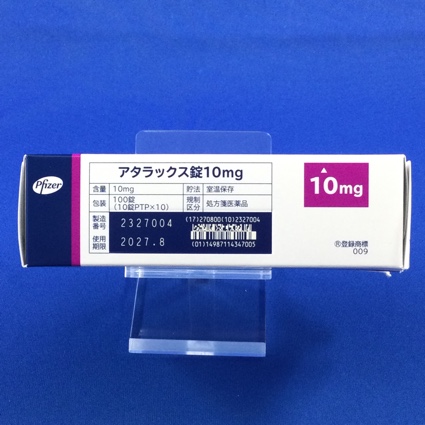 Pfizer
アタラックス錠10mg
含量 10mg 貯法 室温保存
包装 100錠 (10錠PTP×10) 規制区分 処方箋医薬品
製造番号 2327004
(17)270800(10)2327004
使用期限 2027.8
(01)14987114347005
10mg
®登録商標
009